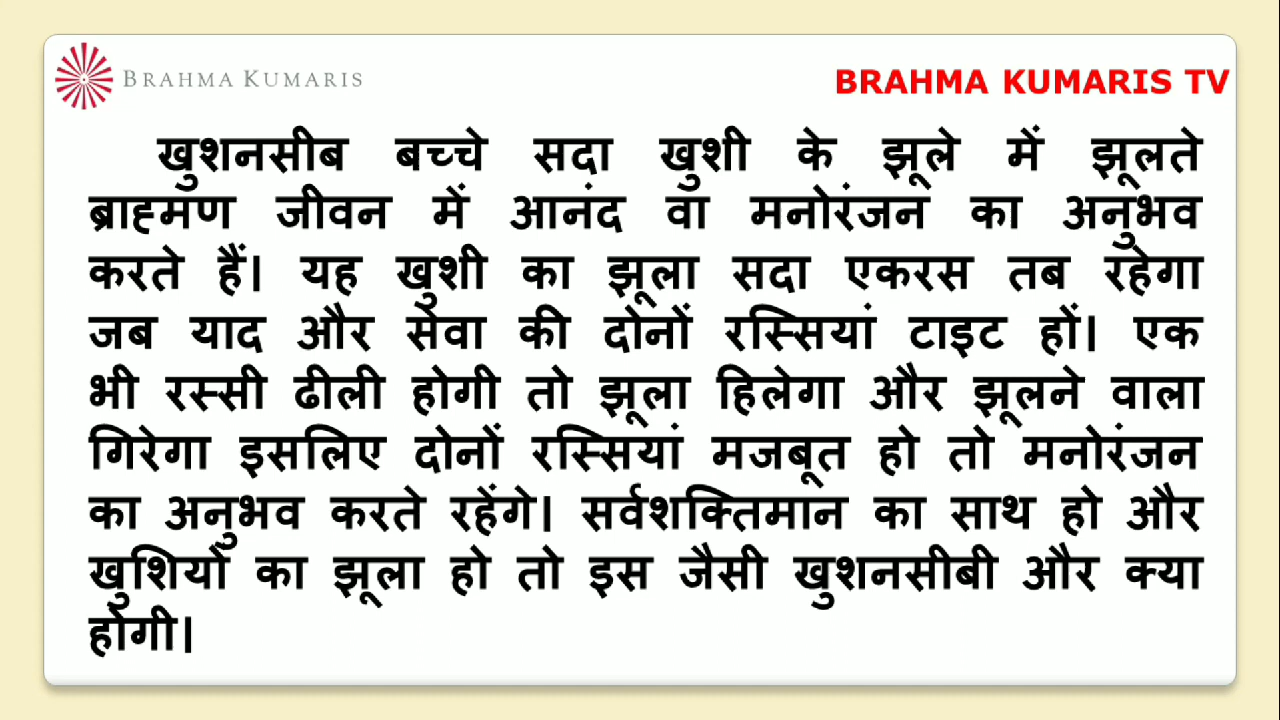 BRAHMA KUMARIS
BRAHMA KUMARIS TV
खुशनसीब बच्चे सदा खुशी के झूले में झूलते
ब्राह्मण जीवन में आनंद वा मनोरंजन का अनुभव
करते हैं। यह खुशी का झूला सदा एकरस तब रहेगा
जब याद और सेवा की दोनों रस्सियां टाइट हों। एक
भी रस्सी ढीली होगी तो झूला हिलेगा और झूलने वाला
गिरेगा इसलिए दोनों रस्सियां मजबूत हो तो मनोरंजन
का अनुभव करते रहेंगे। सर्वशक्तिमान का साथ हो और
खुशियों का झूला हो तो इस जैसी खुशनसीबी और क्या
होगी।